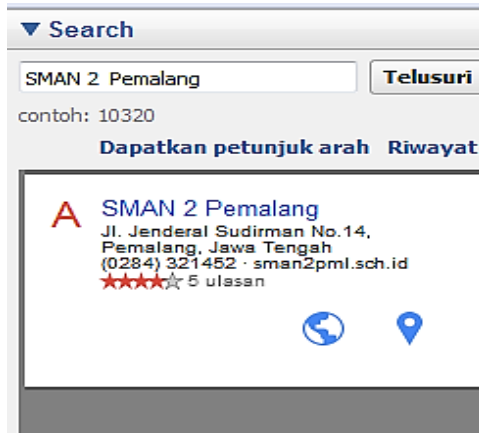 Search
SMAN 2 Pemalang
Telusuri
contoh: 10320
Dapatkan petunjuk arah Riwayat
A
SMAN 2 Pemalang
Jl. Jenderal Sudirman No.14,
Pemalang, Jawa Tengah
(0284) 321452 · sman2pml.sch.id
5 ulasan